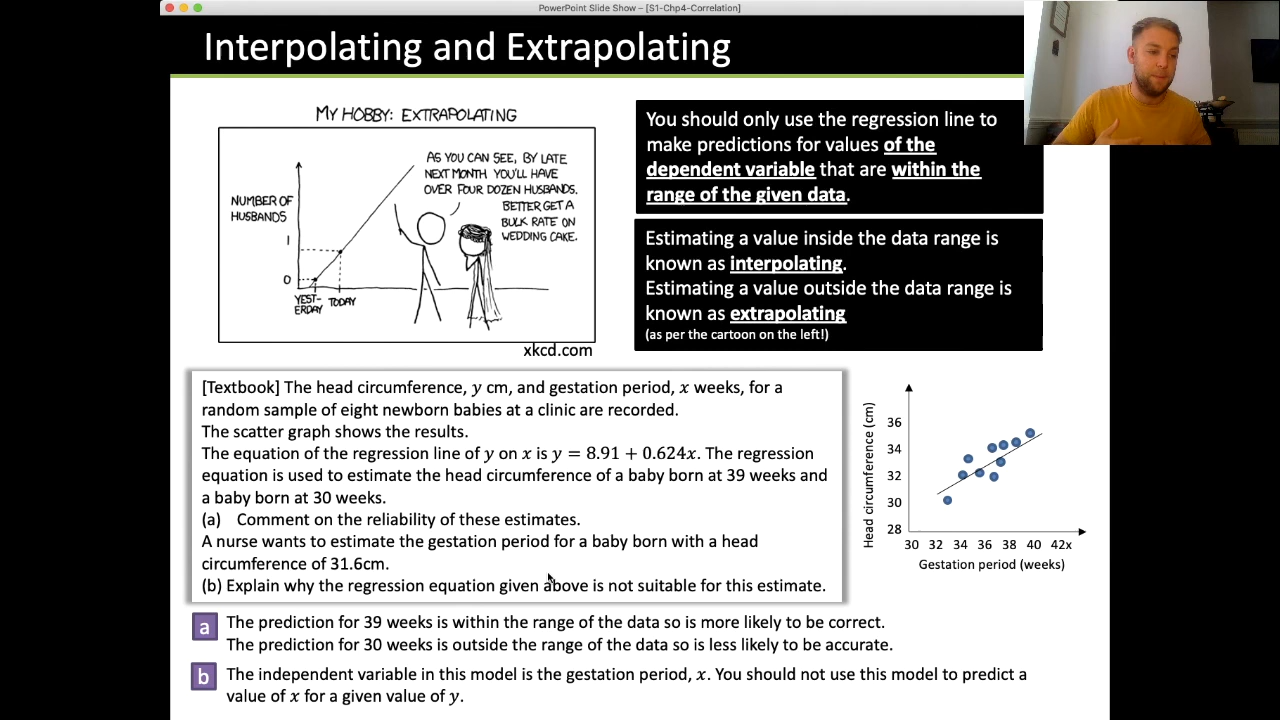 PowerPoint Slide Show – [S1-Chp4-Correlation]
Interpolating and Extrapolating
MY HOBBY: EXTRAPOLATING
AS YOU CAN SEE, BY LATE
NEXT MONTH YOU'LL HAVE
OVER FOUR DOZEN HUSBANDS.
BETTER GET A
BULK RATE ON
WEDDING CAKE.
NUMBER OF
HUSBANDS
1
0
YEST-
ERDAY
TODAY
xkcd.com
You should only use the regression line to
make predictions for values of the
dependent variable that are within the
range of the given data.
Estimating a value inside the data range is
known as interpolating.
Estimating a value outside the data range is
known as extrapolating
(as per the cartoon on the left!)
[Textbook] The head circumference, y cm, and gestation period, x weeks, for a
random sample of eight newborn babies at a clinic are recorded.
The scatter graph shows the results.
The equation of the regression line of y on x is y = 8.91 + 0.624x. The regression
equation is used to estimate the head circumference of a baby born at 39 weeks and
a baby born at 30 weeks.
(a) Comment on the reliability of these estimates.
A nurse wants to estimate the gestation period for a baby born with a head
circumference of 31.6cm.
(b) Explain why the regression equation given above is not suitable for this estimate.
Head circumference (cm)
36
34
32
30
28
30 32 34 36 38 40 42x
Gestation period (weeks)
a
The prediction for 39 weeks is within the range of the data so is more likely to be correct.
The prediction for 30 weeks is outside the range of the data so is less likely to be accurate.
b
The independent variable in this model is the gestation period, x. You should not use this model to predict a
value of x for a given value of y.